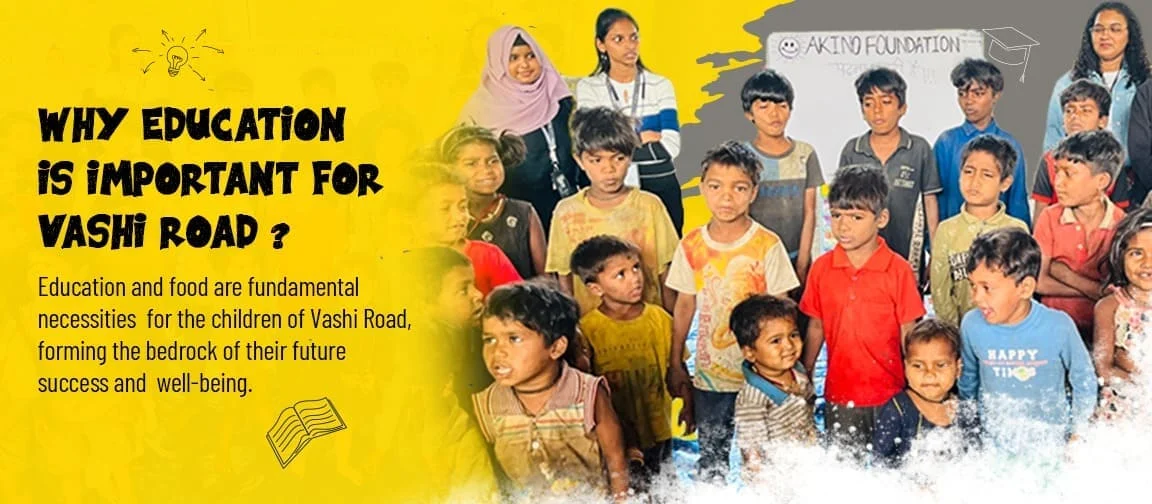 WHY EDUCATION
IS IMPORTANT FOR
VASHI ROAD ?
Education and food are fundamental
necessities for the children of Vashi Road,
forming the bedrock of their future
success and well-being.
AKINO FOUNDATION
HAPPY